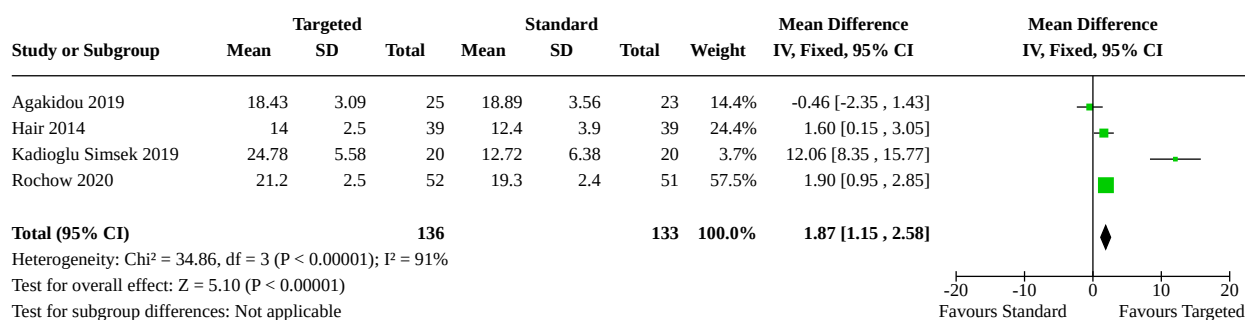 Targeted Standard Mean Difference Mean Difference
Study or Subgroup Mean SD Total Mean SD Total Weight IV, Fixed, 95% CI IV, Fixed, 95% CI
Agakidou 2019 18.43 3.09 25 18.89 3.56 23 14.4% -0.46 [-2.35 , 1.43]
Hair 2014 14 2.5 39 12.4 3.9 39 24.4% 1.60 [0.15 , 3.05]
Kadioglu Simsek 2019 24.78 5.58 20 12.72 6.38 20 3.7% 12.06 [8.35 , 15.77]
Rochow 2020 21.2 2.5 52 19.3 2.4 51 57.5% 1.90 [0.95 , 2.85]
Total (95% CI) 136 133 100.0% 1.87 [1.15 , 2.58]
Heterogeneity: Chi² = 34.86, df = 3 (P < 0.00001); I² = 91%
Test for overall effect: Z = 5.10 (P < 0.00001)
-20 -10 0 10 20
Test for subgroup differences: Not applicable
Favours Standard Favours Targeted